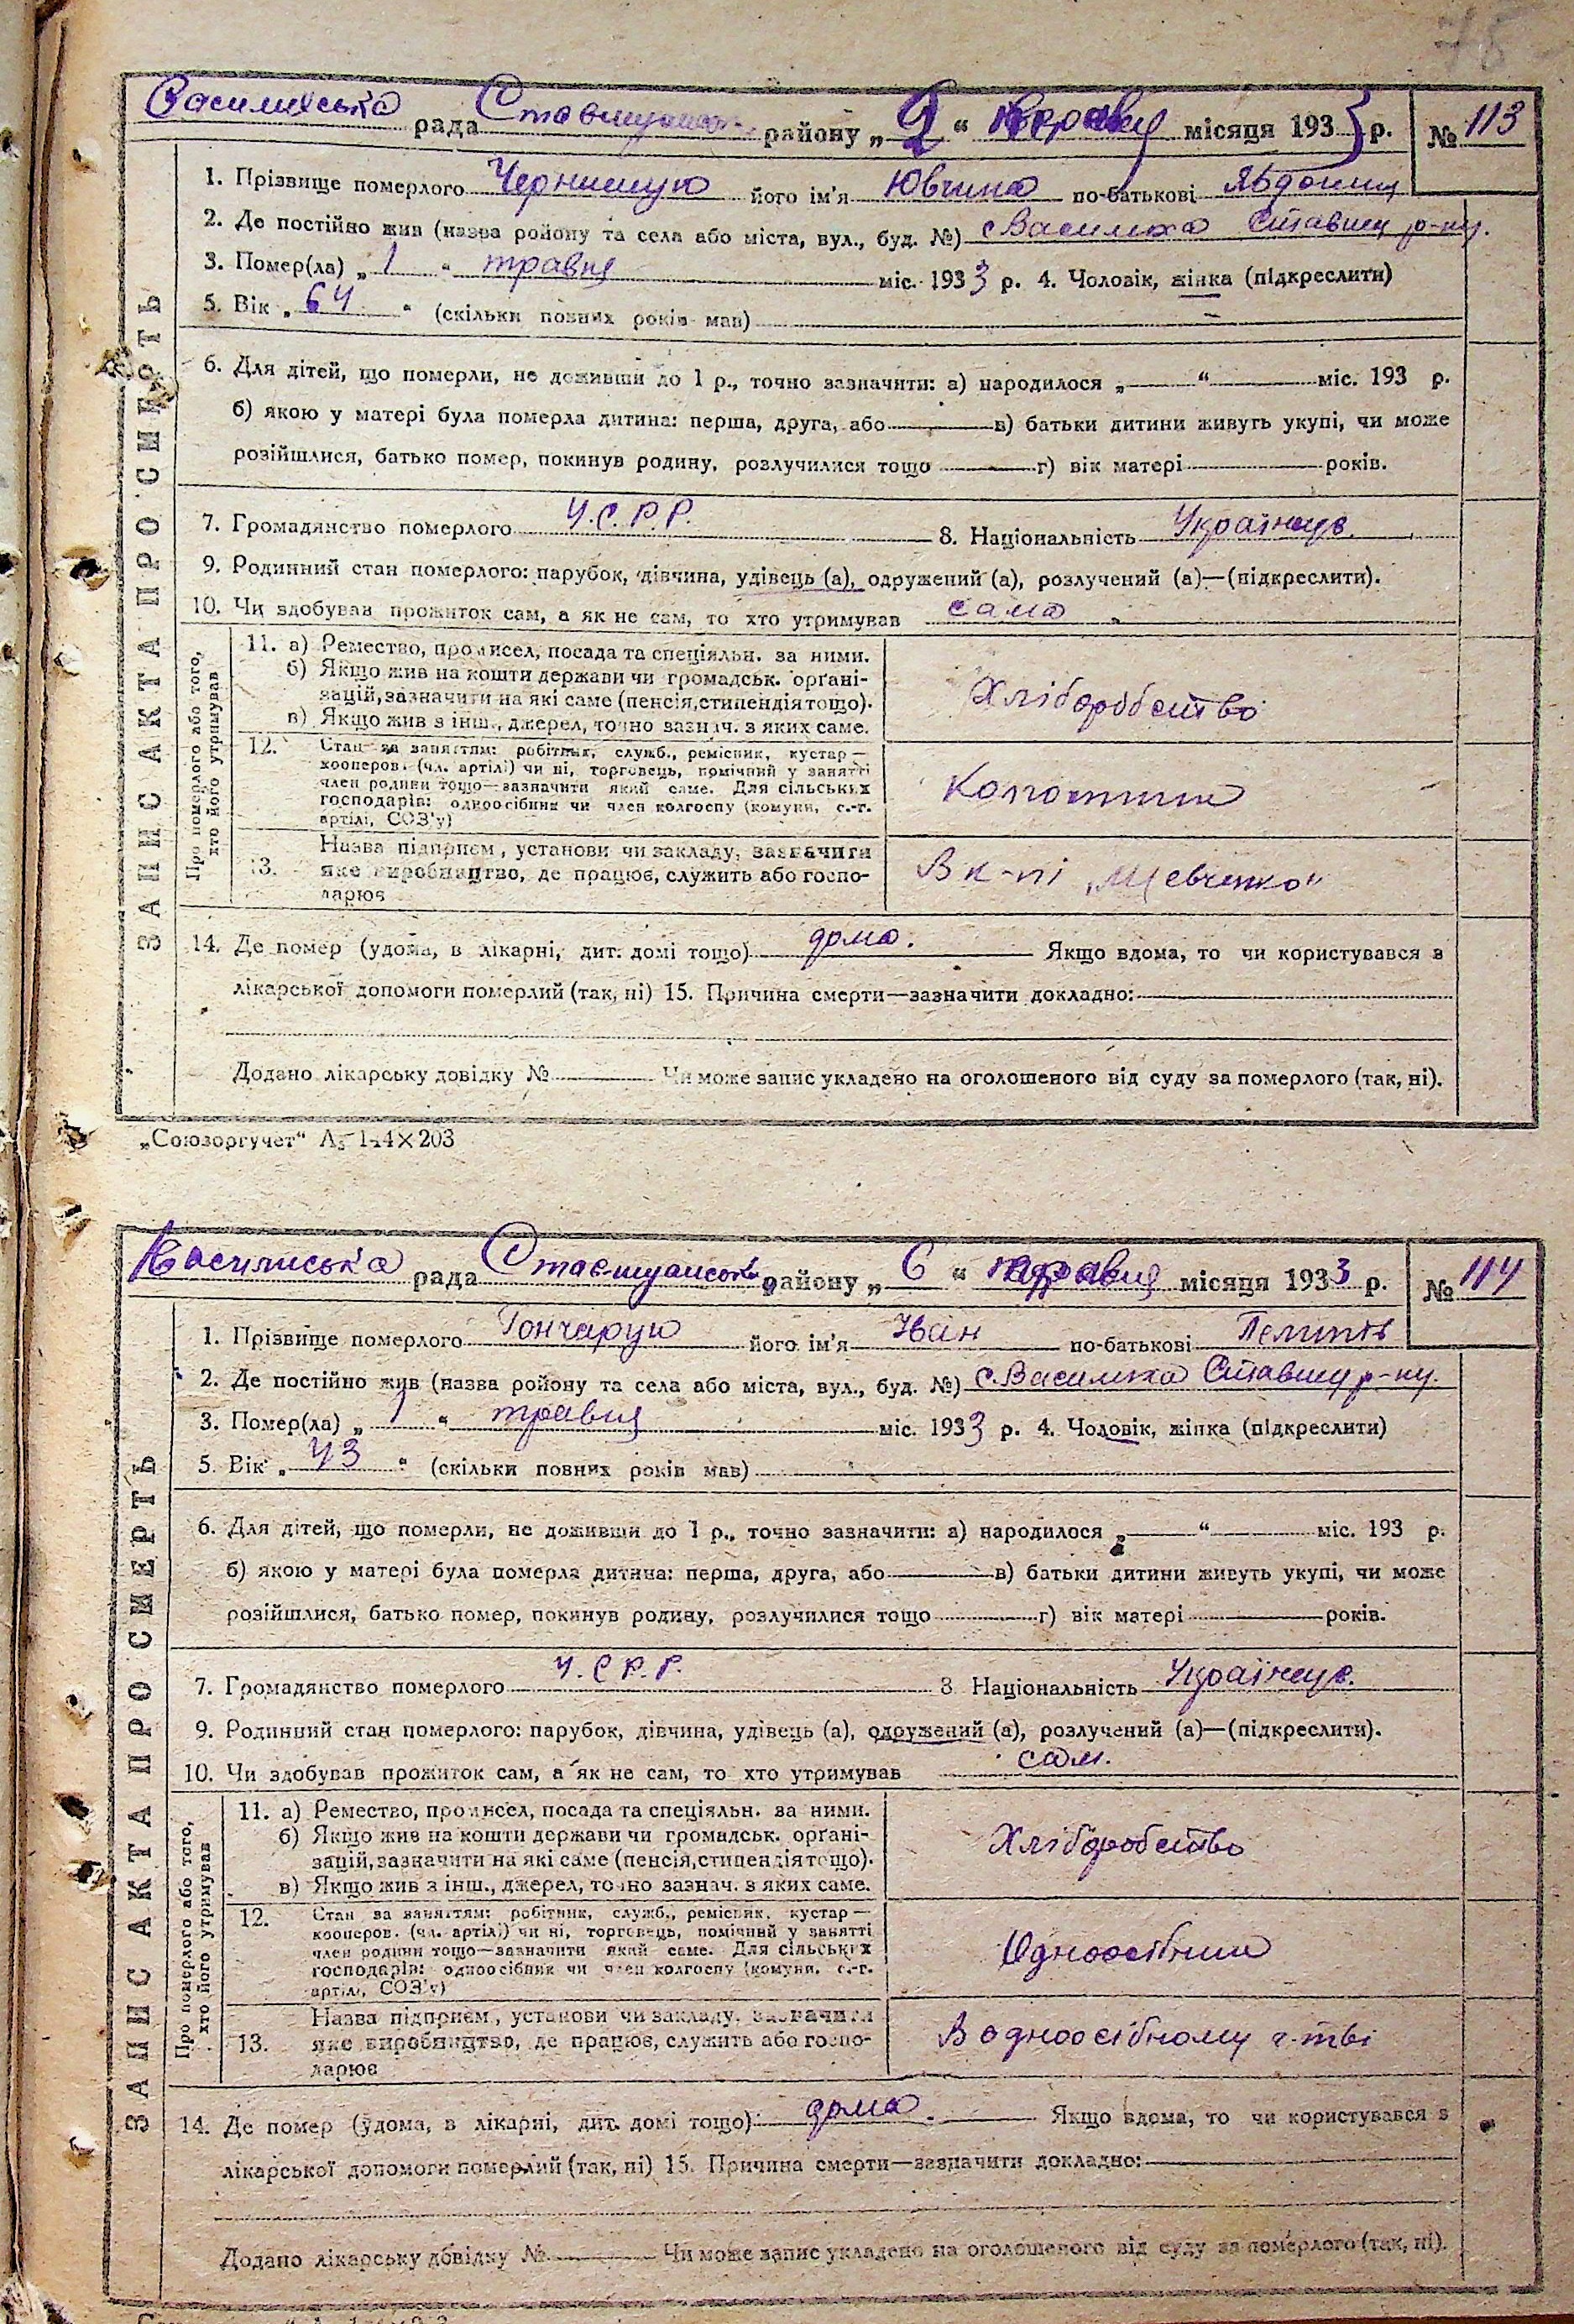 75
Василиська рада Ставищанськ району „ 2 “ травня місяця 1933 р. № 113
1. Прізвище померлого Чернишук його ім'я Ювчина по-батькові
2. Де постійно жив (назва ройону та села або міста, вул., буд. №) с Василиха Ставищ р-ну.
3. Помер(ла) „ 1 “ травня міс. 1933 р. 4. Чоловік, жінка (підкреслити)
5. Вік „ 64 “ (скільки повних років мав)
6. Для дітей, що померли, не доживши до 1 р., точно зазначити: а) народилося „ “ міс. 193 р.
б) якою у матері була померла дитина: перша, друга, або в) батьки дитини живуть укупі, чи може
розійшлися, батько помер, покинув родину, розлучилися тощо г) вік матері років.
7. Громадянство померлого У.С.Р.Р. 8. Національність Українців.
9. Родинний стан померлого: парубок, дівчина, удівець (а), одружений (а), розлучений (а)—(підкреслити).
10. Чи здобував прожиток сам, а як не сам, то хто утримував сама
ЗАПИС АКТА ПРО СМЕРТЬ
Про померлого або того, хто його утримував
11. а) Ремество, промисел, посада та спеціяльн. за ними.
б) Якщо жив на кошти держави чи громадськ. органі-
зацій, зазначити на які саме (пенсія, стипендія тощо).
в) Якщо жив з інш., джерел, точно зазнач. з яких саме.
Хліборобство
12. Стан за заняттям: робітник, служб., ремісник, кустар—
кооперов. (чл. артілі) чи ні, торговець, помічний у занятті
член родини тощо—зазначити який саме. Для сільських
господарів: одноосібник чи член колгоспу (комуни, с.-г.
артілі, СОЗ'у)
13. Назва підприєм, установи чи закладу, зазначити
яке виробництво, де працює, служить або госпо-
дарює
В к-пі „Шевченко“
14. Де помер (удома, в лікарні, дит. домі тощо) дома. Якщо вдома, то чи користувався з
лікарської допомоги померлий (так, ні) 15. Причина смерти—зазначити докладно:
Додано лікарську довідку № Чи може запис укладено на оголошеного від суду за померлого (так, ні).
„Союзоргучет“ А₅ 144×203
Василиська рада Ставищанськ району „ 6 “ травня місяця 1933 р. № 114
1. Прізвище померлого Гончарук його ім'я Іван по-батькові Пелипів
2. Де постійно жив (назва ройону та села або міста, вул., буд. №) с. Василиха Ставищ р-ну.
3. Помер(ла) „ 1 “ травня міс. 1933 р. 4. Чоловік, жінка (підкреслити)
5. Вік „ 43 “ (скільки повних років мав)
6. Для дітей, що померли, не доживши до 1 р., точно зазначити: а) народилося „ “ міс. 193 р.
б) якою у матері була померла дитина: перша, друга, або в) батьки дитини живуть укупі, чи може
розійшлися, батько помер, покинув родину, розлучилися тощо г) вік матері років.
7. Громадянство померлого У.С.Р.Р. 8 Національність Українців.
9. Родинний стан померлого: парубок, дівчина, удівець (а), одружений (а), розлучений (а)—(підкреслити).
10. Чи здобував прожиток сам, а як не сам, то хто утримував сам.
ЗАПИС АКТА ПРО СМЕРТЬ
Про померлого або того, хто його утримував
11. а) Ремество, промисел, посада та спеціяльн. за ними.
б) Якщо жив на кошти держави чи громадськ. органі-
зацій, зазначити на які саме (пенсія, стипендія тощо).
в) Якщо жив з інш., джерел, точно зазнач. з яких саме.
Хліборобство
12. Стан за заняттям: робітник, служб., ремісник, кустар—
кооперов. (чл. артілі) чи ні, торговець, помічний у занятті
член родини тощо—зазначити який саме. Для сільських
господарів: одноосібник чи член колгоспу (комуни, с.-г.
артілі, СОЗ'у)
Одноосібник
13. Назва підприєм, установи чи закладу, зазначити
яке виробництво, де працює, служить або госпо-
дарює
В одноосібному г-тві
14. Де помер (удома, в лікарні, дит. домі тощо) дома. Якщо вдома, то чи користувався з
лікарської допомоги померлий (так, ні) 15. Причина смерти—зазначити докладно:
Додано лікарську довідку № Чи може запис укладено на оголошеного від суду за померлого (так, ні).